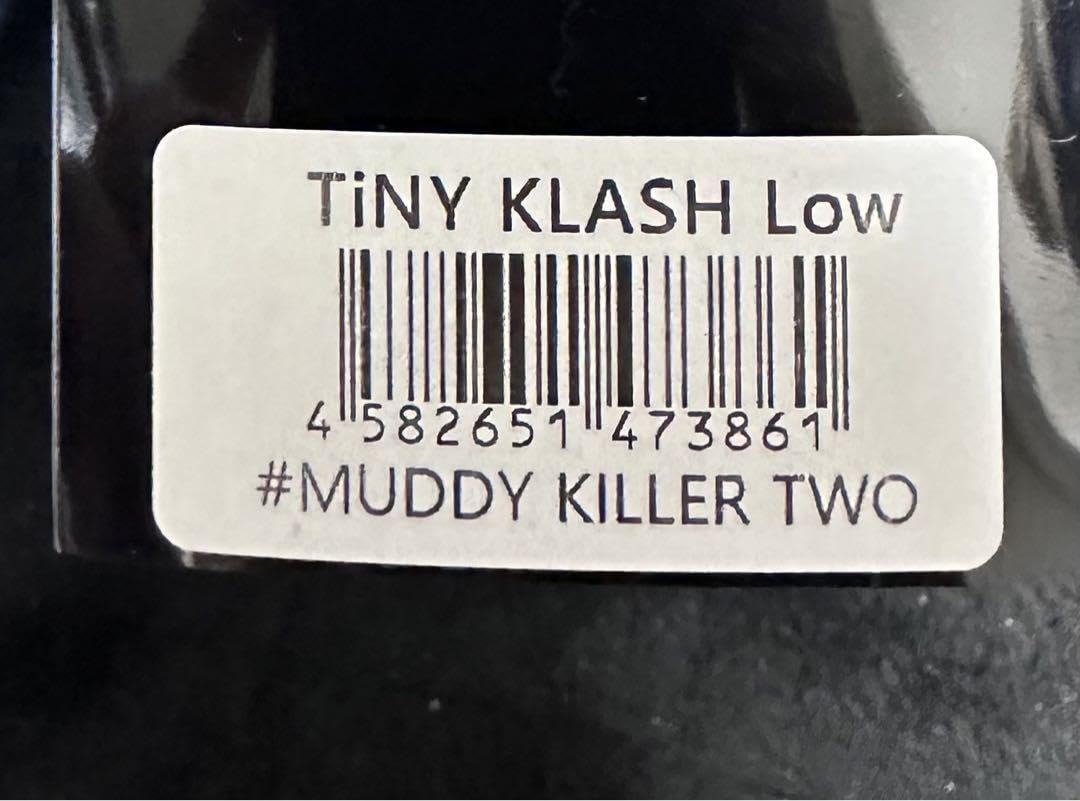 TiNY KLASH Low
4 582651 473861
#MUDDY KILLER TWO